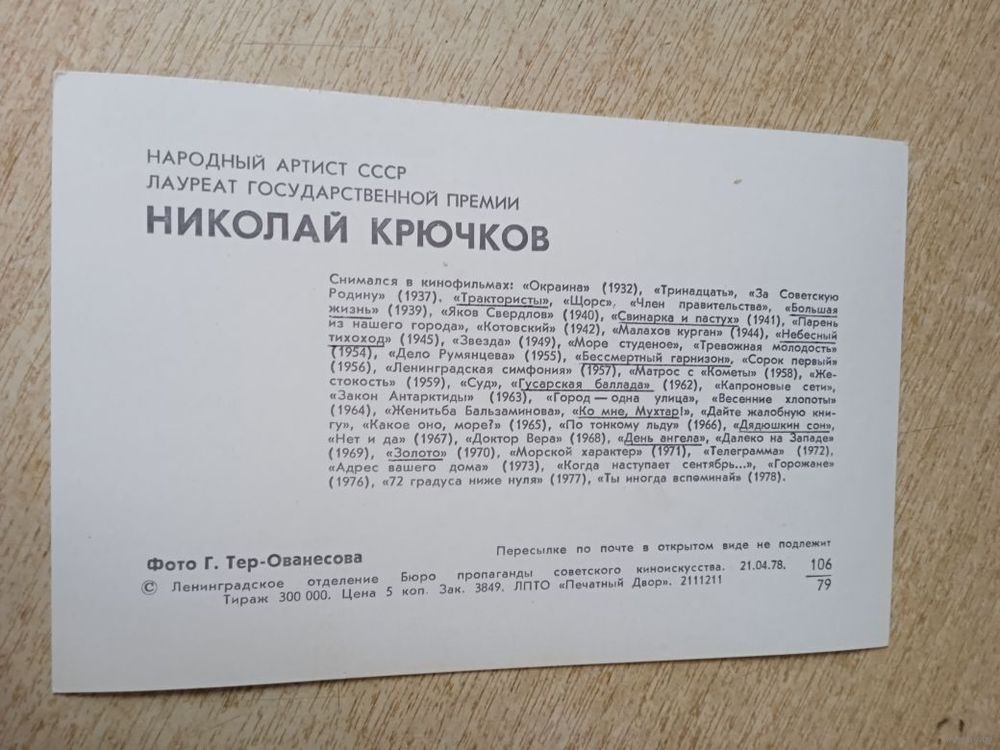 НАРОДНЫЙ АРТИСТ СССР
ЛАУРЕАТ ГОСУДАРСТВЕННОЙ ПРЕМИИ
НИКОЛАЙ КРЮЧКОВ
Снимался в кинофильмах: «Окраина» (1932), «Тринадцать», «За Советскую
Родину» (1937), «Трактористы», «Щорс», «Член правительства», «Большая
жизнь» (1939), «Яков Свердлов» (1940), «Свинарка и пастух» (1941), «Парень
из нашего города», «Котовский» (1942), «Малахов курган» (1944), «Небесный
тихоход» (1945), «Звезда» (1949), «Море студеное», «Тревожная молодость»
(1954), «Дело Румянцева» (1955), «Бессмертный гарнизон», «Сорок первый»
(1956), «Ленинградская симфония» (1957), «Матрос с «Кометы» (1958), «Же-
стокость» (1959), «Суд», «Гусарская баллада» (1962), «Капроновые сети»,
«Закон Антарктиды» (1963), «Город — одна улица», «Весенние хлопоты»
(1964), «Женитьба Бальзаминова», «Ко мне, Мухтар!», «Дайте жалобную кни-
гу», «Какое оно, море?» (1965), «По тонкому льду» (1966), «Дядюшкин сон»,
«Нет и да» (1967), «Доктор Вера» (1968), «День ангела», «Далеко на Западе»
(1969), «Золото» (1970), «Морской характер» (1971), «Телеграмма» (1972),
«Адрес вашего дома» (1973), «Когда наступает сентябрь...», «Горожане»
(1976), «72 градуса ниже нуля» (1977), «Ты иногда вспоминай» (1978).
Фото Г. Тер-Ованесова
Пересылке по почте в открытом виде не подлежит
© Ленинградское отделение Бюро пропаганды советского киноискусства. 21.04.78. 106
Тираж 300 000. Цена 5 коп. Зак. 3849. ЛПТО «Печатный Двор». 2111211 79